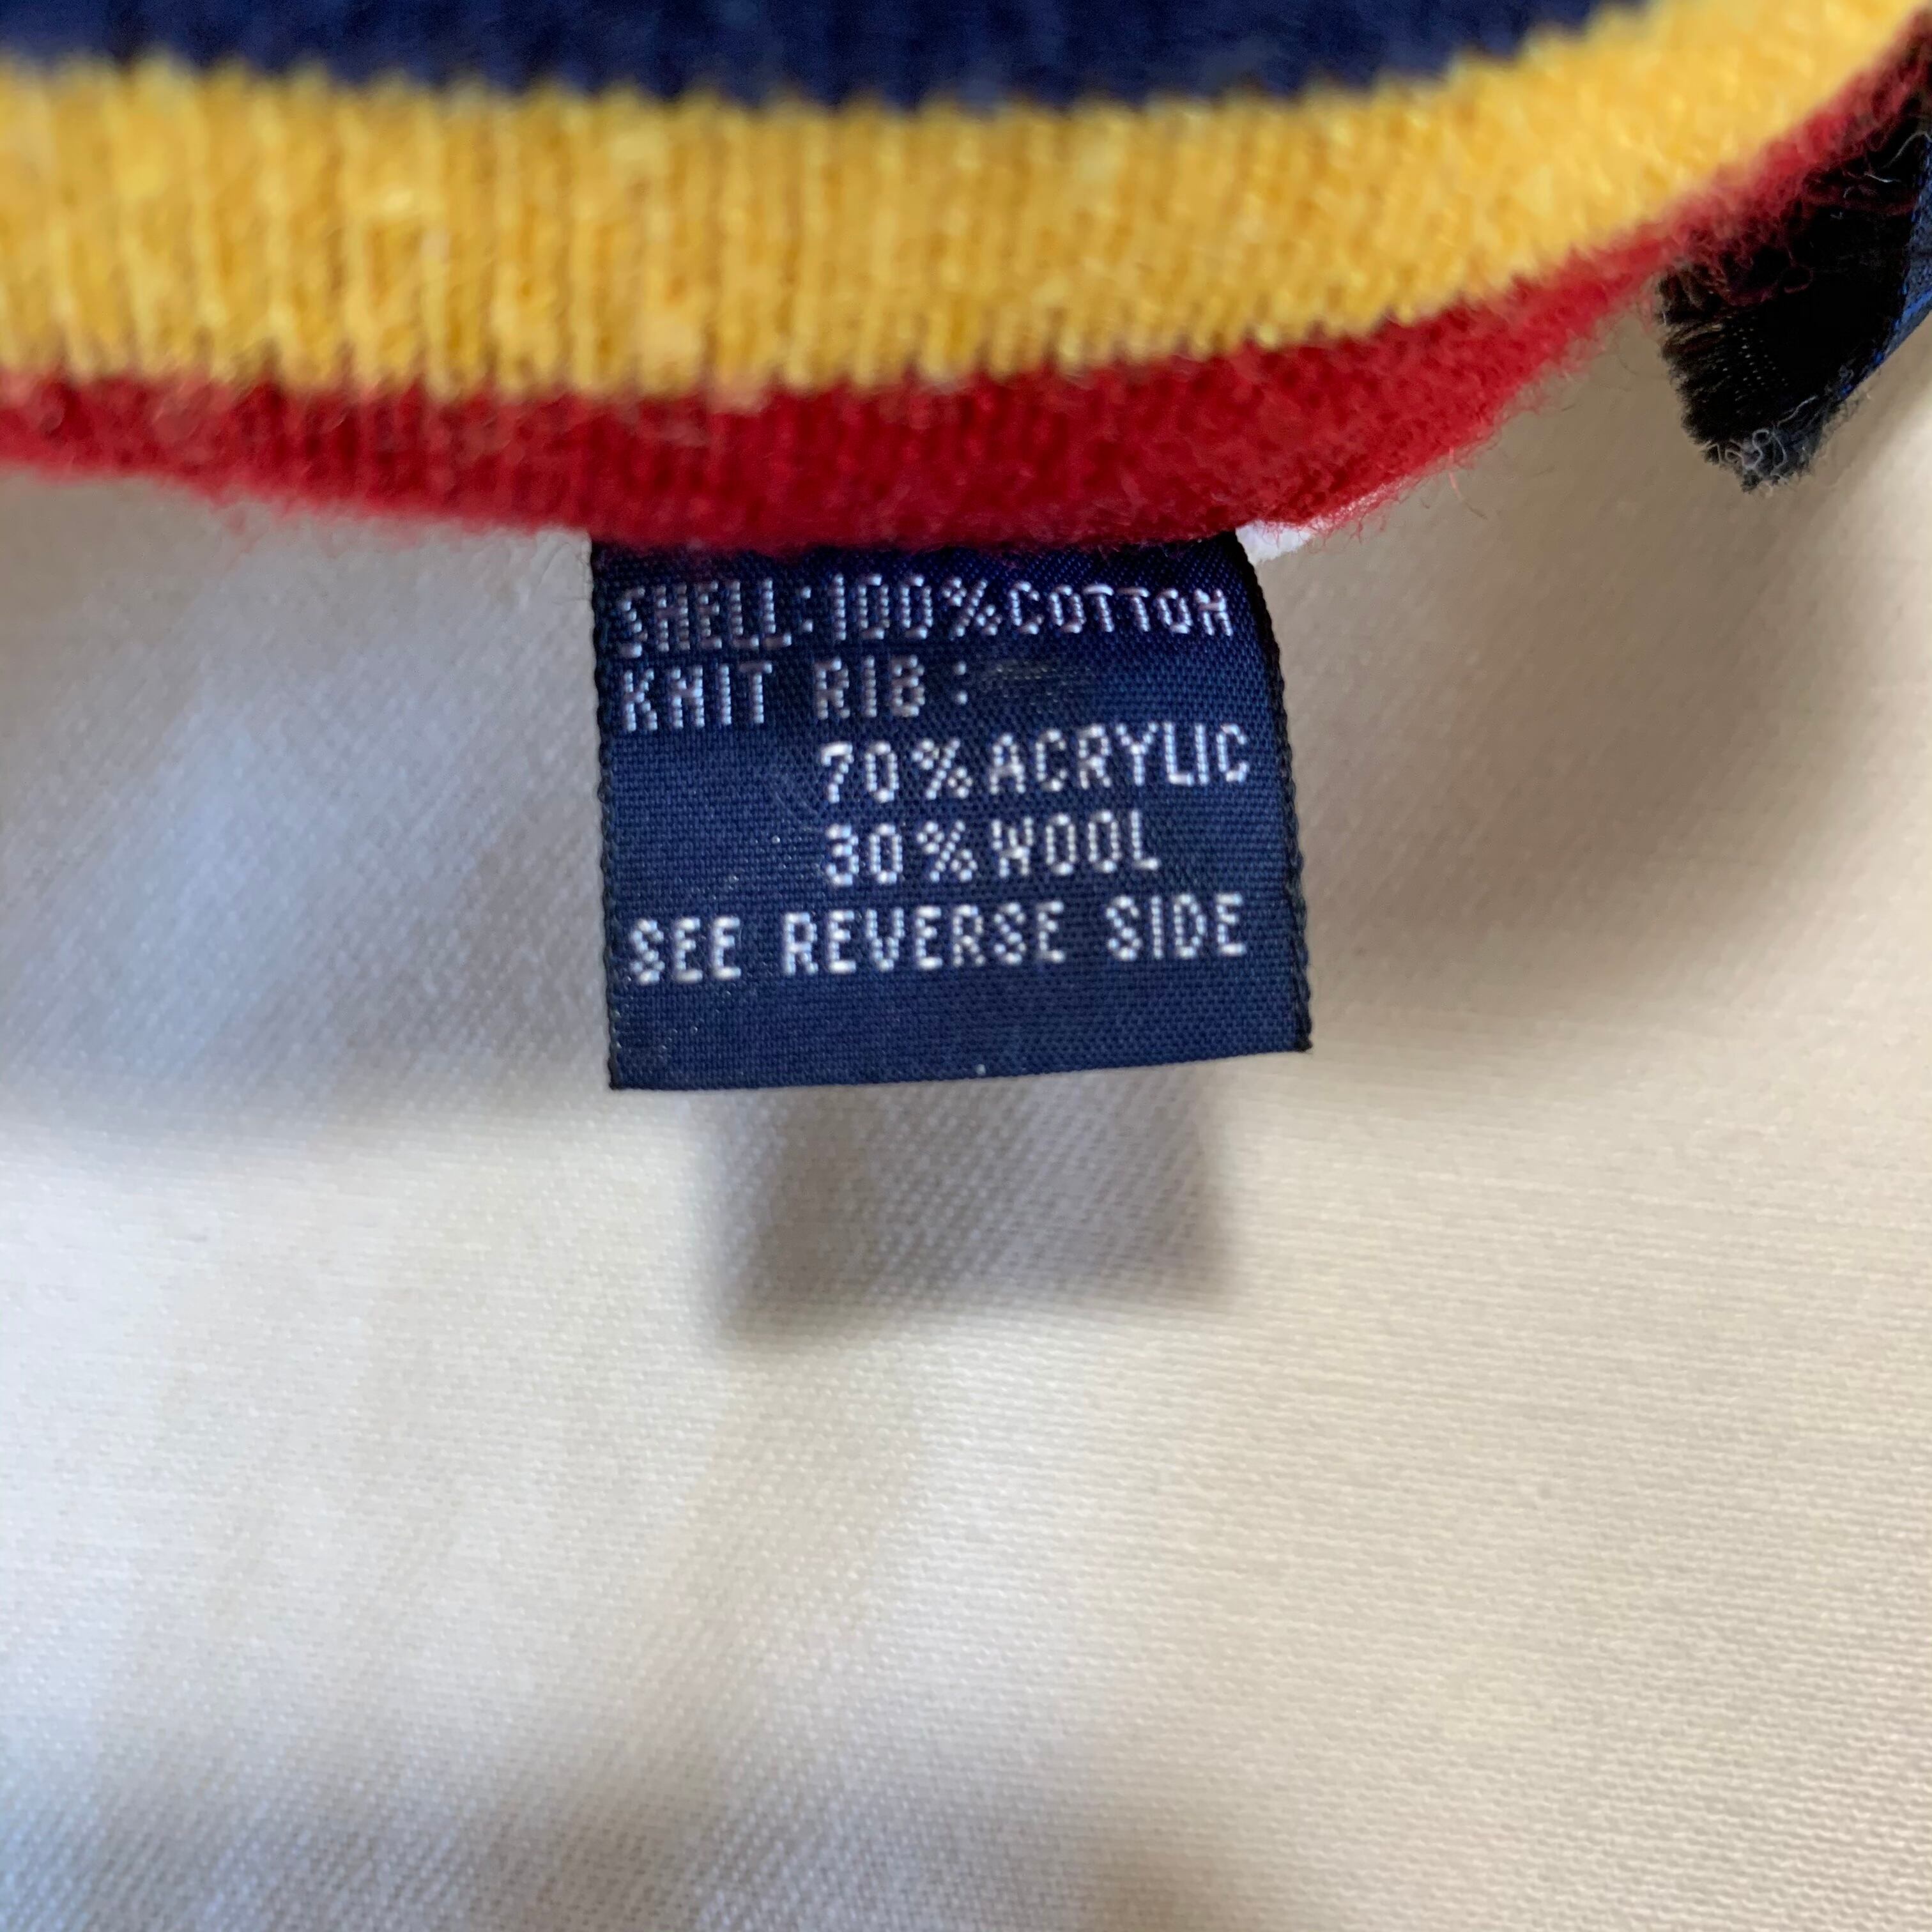 SHELL:100%COTTON
KNIT RIB:
70%ACRYLIC
30%WOOL
SEE REVERSE SIDE